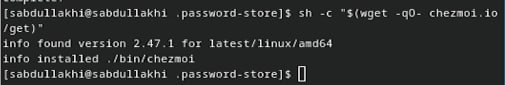 [sabdullakhi@sabdullakhi .password-store]$ sh -c "$(wget -qO- chezmoi.io
/get)"
info found version 2.47.1 for latest/linux/amd64
info installed ./bin/chezmoi
[sabdullakhi@sabdullakhi .password-store]$